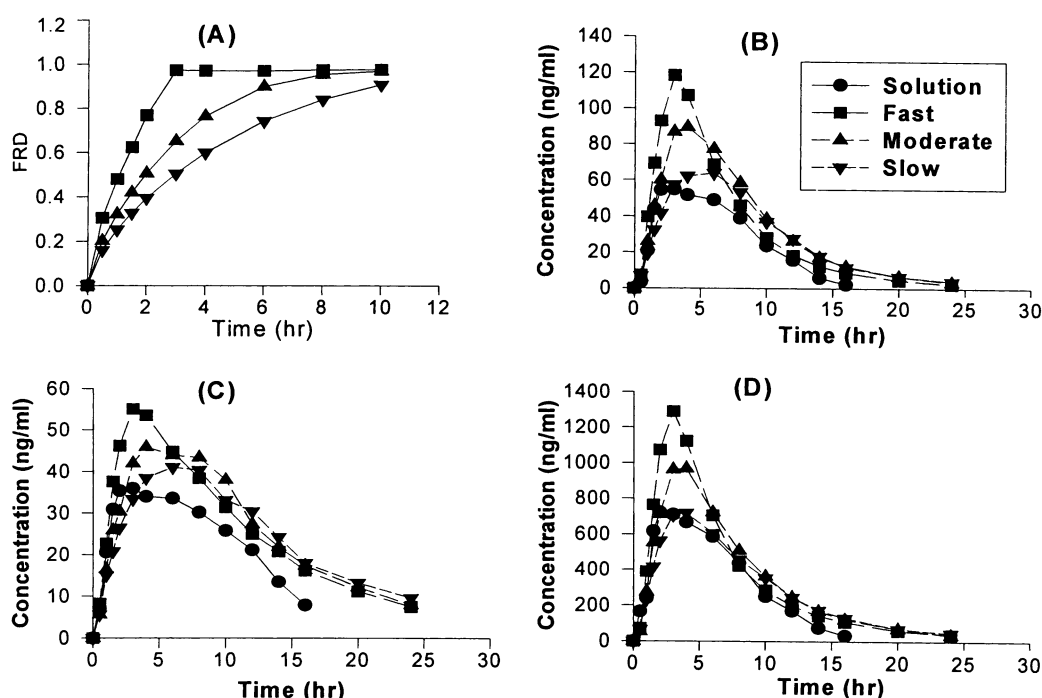 (A)
FRD
1.2
1.0
0.8
0.6
0.4
0.2
0.0
0 2 4 6 8 10 12
Time (hr)
(B)
Concentration (ng/ml)
140
120
100
80
60
40
20
0
0 5 10 15 20 25 30
Time (hr)
Solution
Fast
Moderate
Slow
(C)
Concentration (ng/ml)
60
50
40
30
20
10
0
0 5 10 15 20 25 30
Time (hr)
(D)
Concentration (ng/ml)
1400
1200
1000
800
600
400
200
0
0 5 10 15 20 25 30
Time (hr)